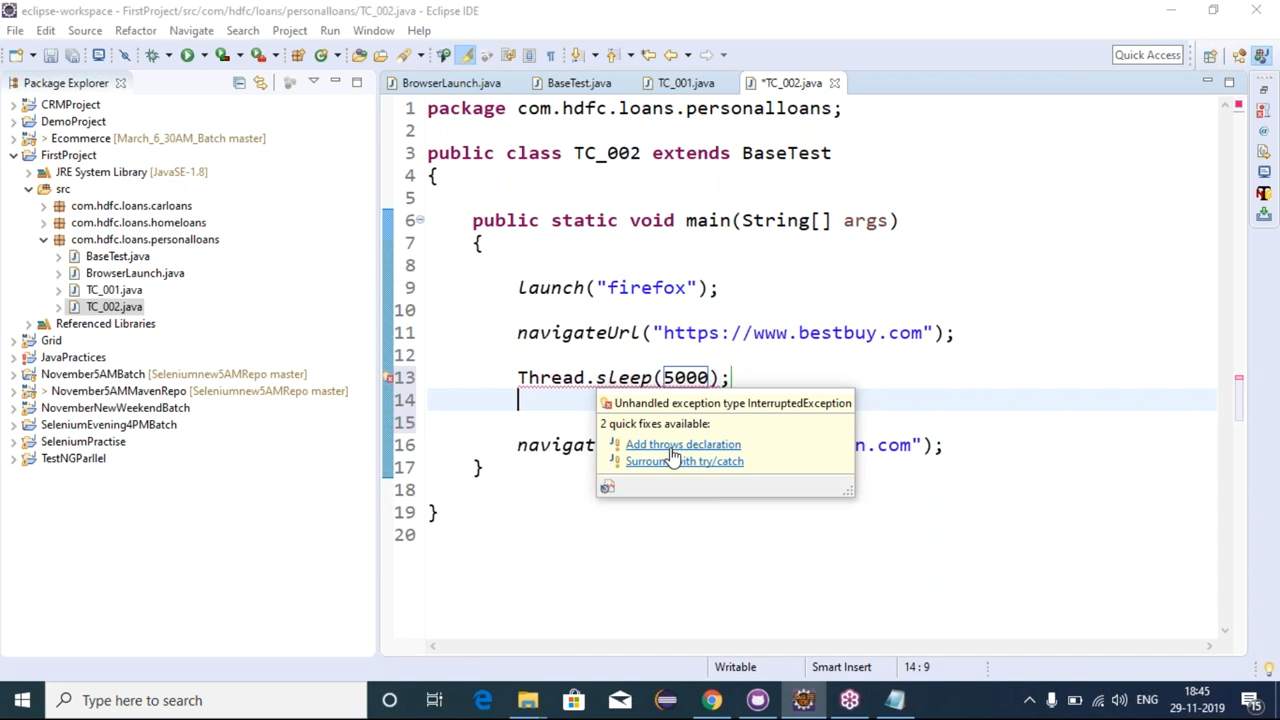 eclipse-workspace - FirstProject/src/com/hdfc/loans/personalloans/TC_002.java - Eclipse IDE
File Edit Source Refactor Navigate Search Project Run Window Help
Quick Access
Package Explorer
BrowserLaunch.java BaseTest.java TC_001.java *TC_002.java
CRMProject
DemoProject
> Ecommerce [March_6_30AM_Batch master]
FirstProject
JRE System Library [JavaSE-1.8]
src
com.hdfc.loans.carloans
com.hdfc.loans.homeloans
com.hdfc.loans.personalloans
BaseTest.java
BrowserLaunch.java
TC_001.java
TC_002.java
Referenced Libraries
Grid
JavaPractices
November5AMBatch [Seleniumnew5AMRepo master]
> November5AMMavenRepo [Seleniumnew5AMRepo master]
NovemberNewWeekendBatch
SeleniumEvening4PMBatch
SeleniumPractise
TestNGParllel
1 package com.hdfc.loans.personalloans;
2
3 public class TC_002 extends BaseTest
4 {
5
6 public static void main(String[] args)
7 {
8
9 launch("firefox");
10
11 navigateUrl("https://www.bestbuy.com");
12
13 Thread.sleep(5000);
14
15
16 navigat n.com");
17 }
18
19 }
20
Unhandled exception type InterruptedException
2 quick fixes available:
Add throws declaration
Surround with try/catch
Writable Smart Insert 14 : 9
Type here to search
ENG
18:45
29-11-2019
15